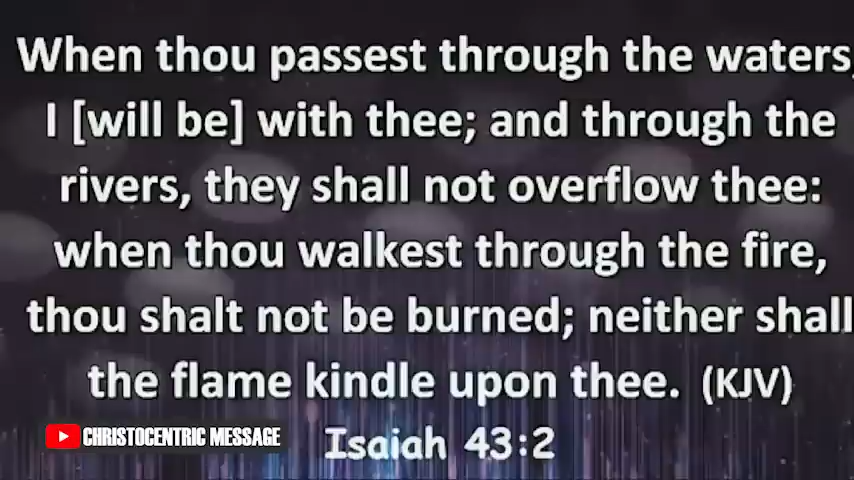 When thou passest through the waters,
I [will be] with thee; and through the
rivers, they shall not overflow thee:
when thou walkest through the fire,
thou shalt not be burned; neither shall
the flame kindle upon thee. (KJV)
CHRISTOCENTRIC MESSAGE
Isaiah 43:2